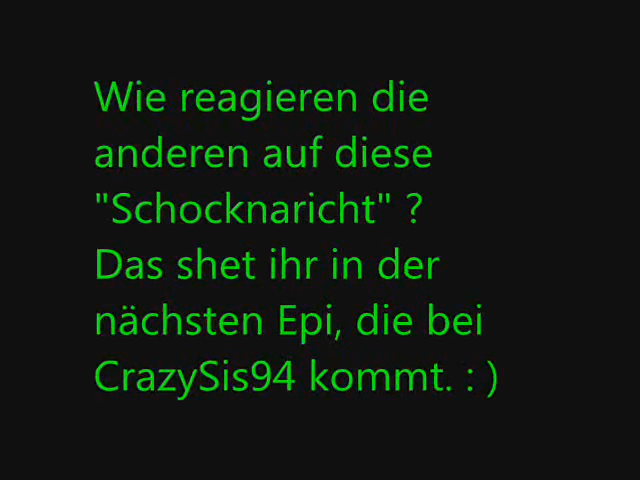 Wie reagieren die
anderen auf diese
"Schocknaricht" ?
Das shet ihr in der
nächsten Epi, die bei
CrazySis94 kommt. : )